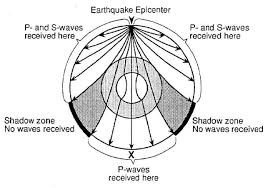 Earthquake Epicenter
P- and S-waves
received here
P- and S-waves
received here
Shadow zone
No waves received
Shadow zone
No waves received
X
P-waves
received here